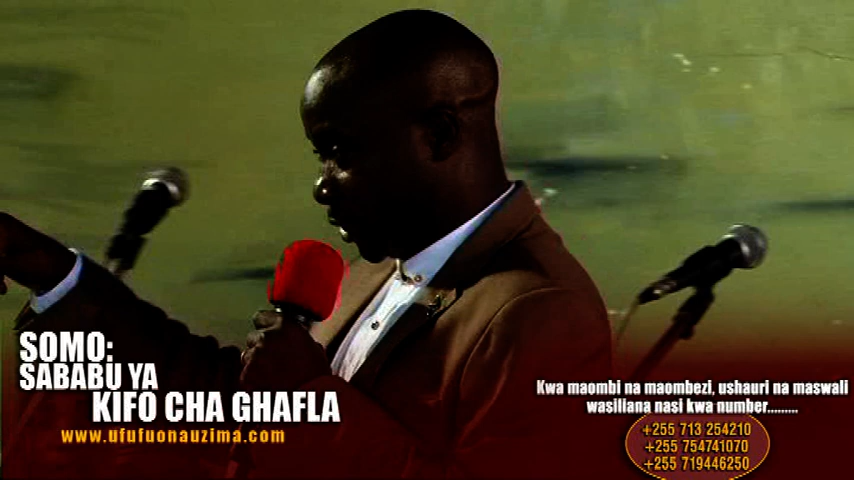 SOMO:
SABABU YA
KIFO CHA GHAFLA
www.ufufuonauzima.com
Kwa maombi na maombezi, ushauri na maswali
wasiliana nasi kwa number.........
+255 713 254210
+255 754741070
+255 719446250